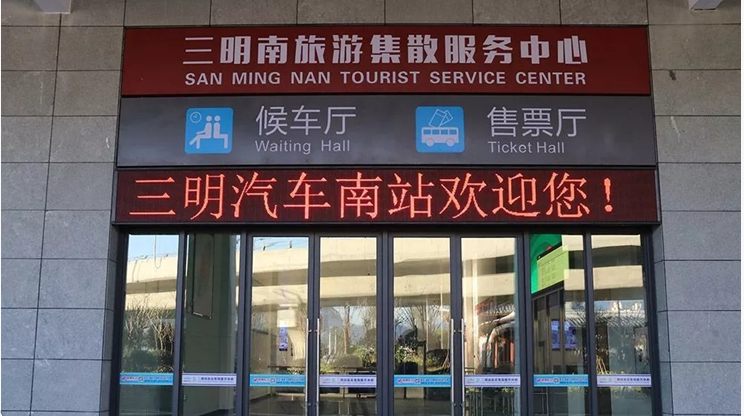 三明南旅游集散服务中心
SAN MING NAN TOURIST SERVICE CENTER
候车厅
Waiting Hall
售票厅
Ticket Hall
三明汽车南站欢迎您!